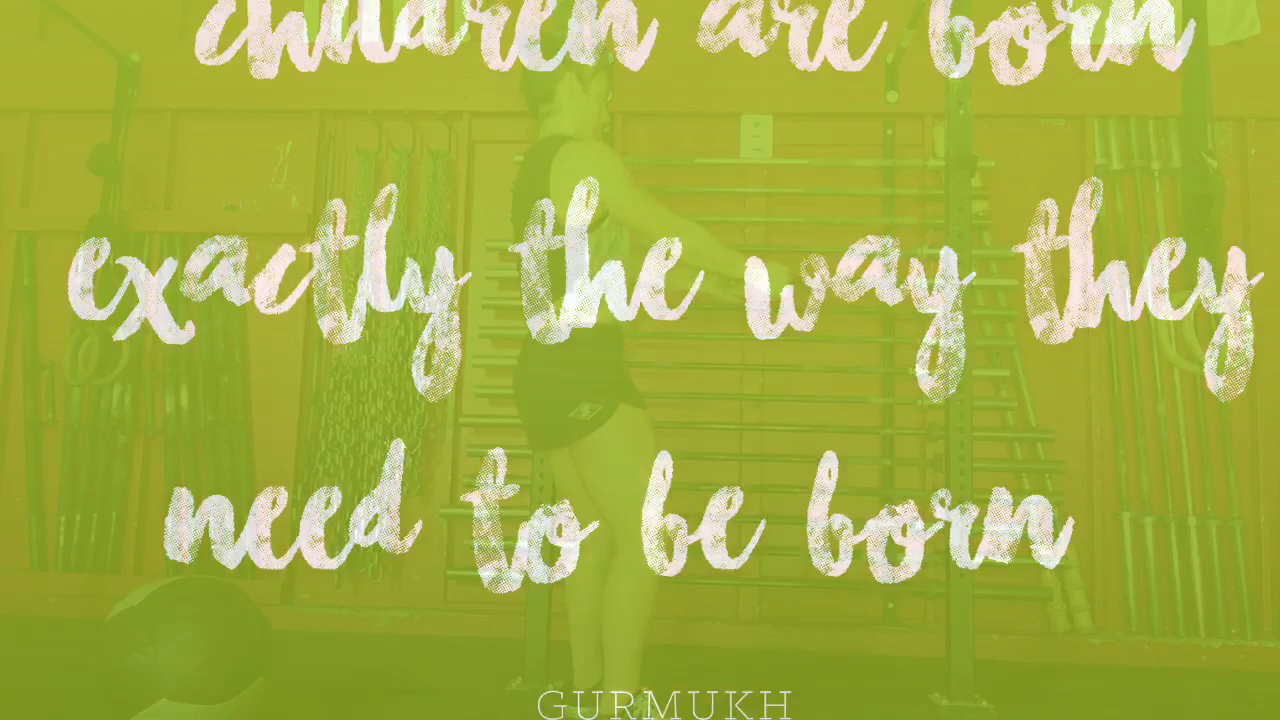 children are born
exactly the way they
need to be born
GURMUKH